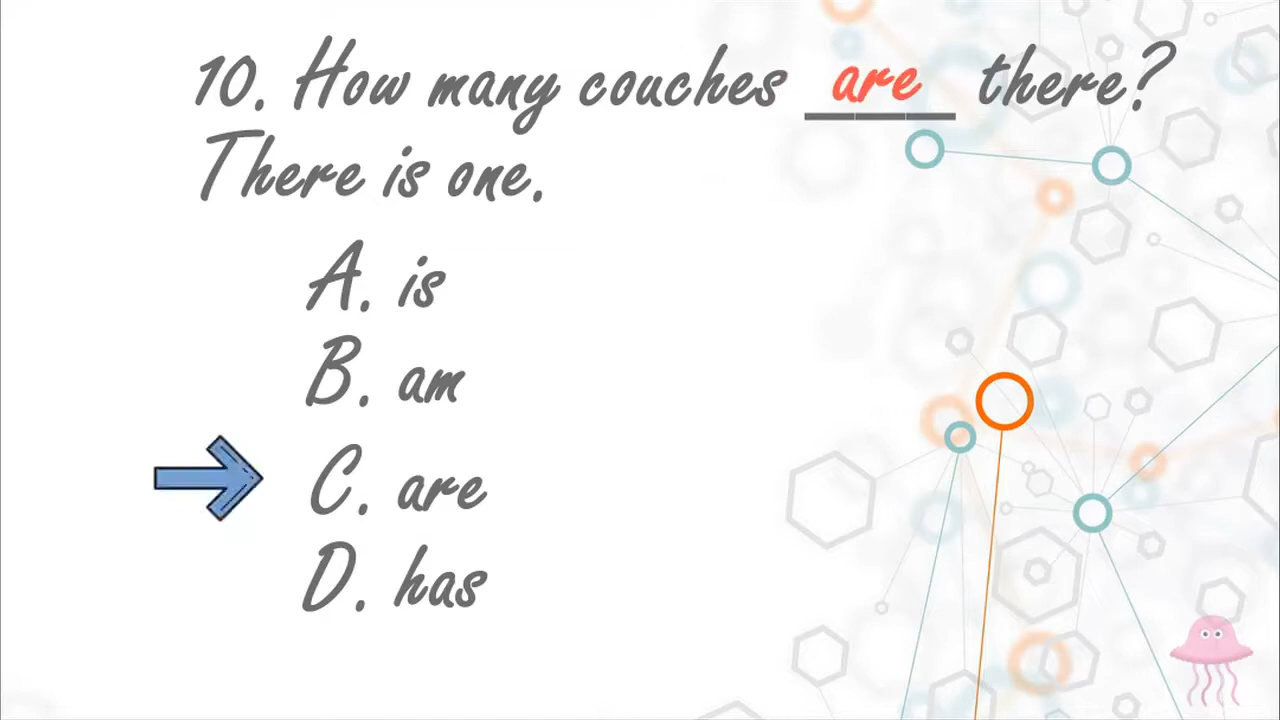 10. How many couches are there?
There is one.
A. is
B. am
C. are
D. has